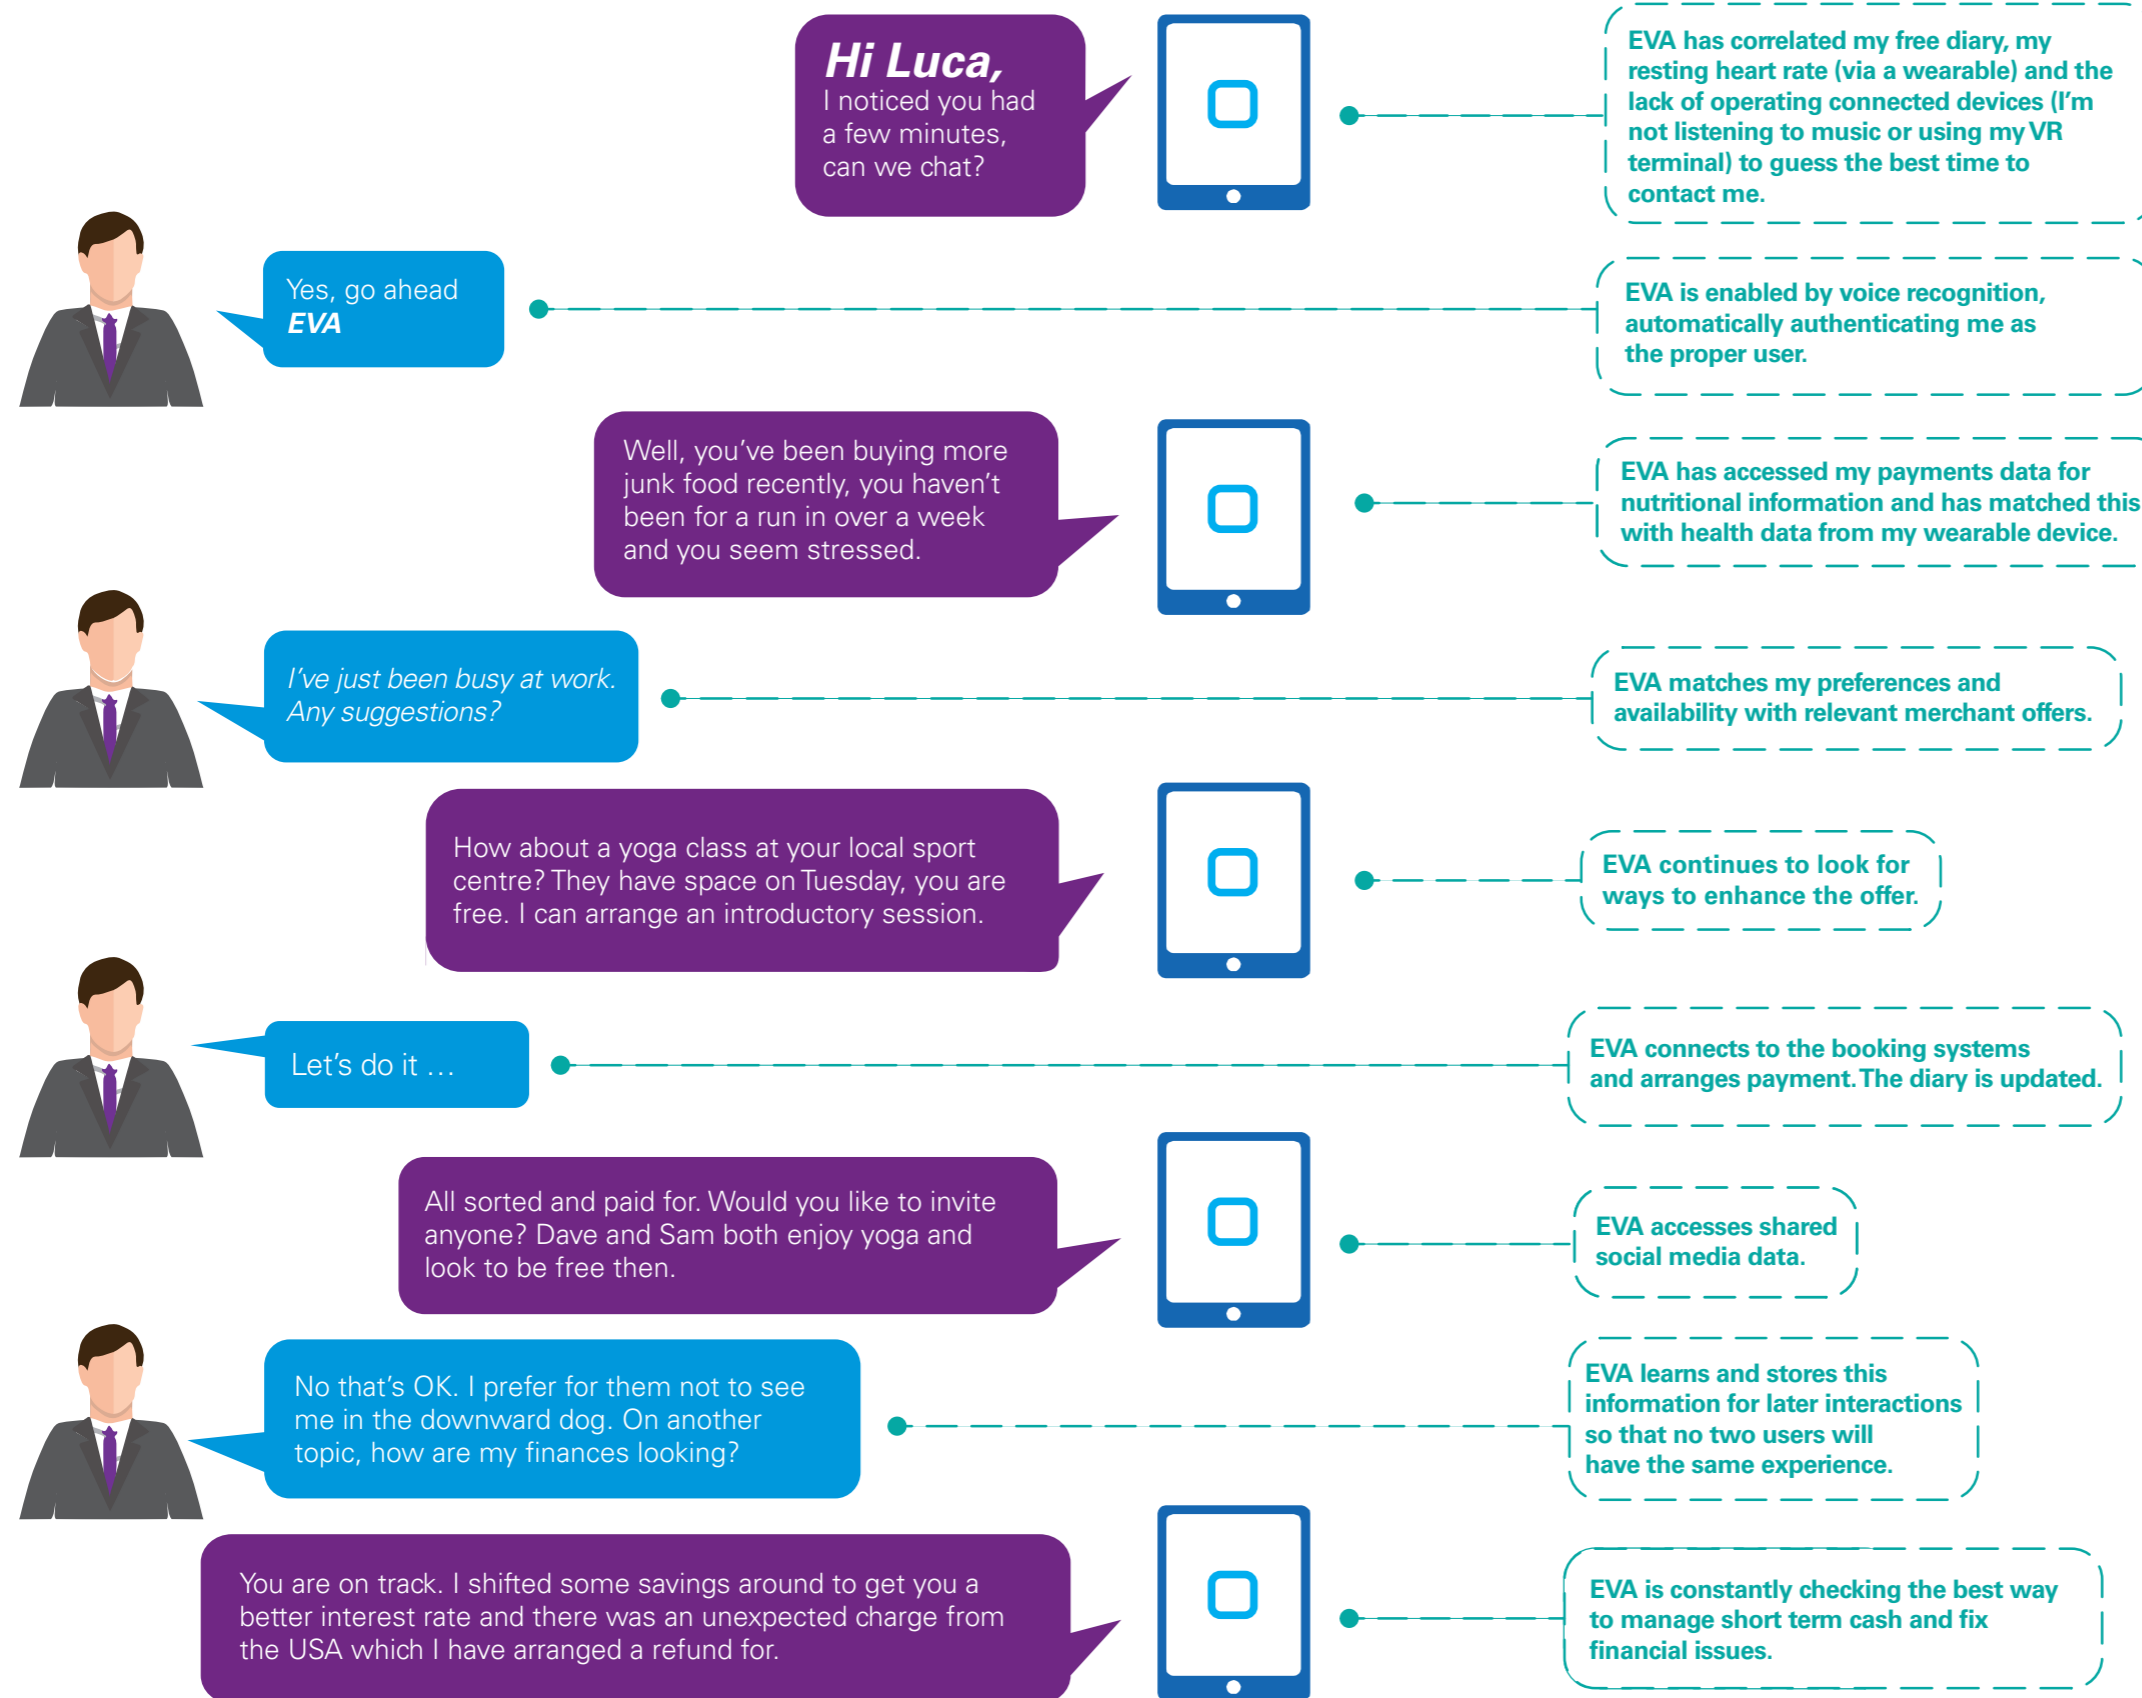 Hi Luca,
I noticed you had
a few minutes,
can we chat?
EVA has correlated my free diary, my
resting heart rate (via a wearable) and the
lack of operating connected devices (I'm
not listening to music or using my VR
terminal) to guess the best time to
contact me.
Yes, go ahead
EVA
EVA is enabled by voice recognition,
automatically authenticating me as
the proper user.
Well, you've been buying more
junk food recently, you haven't
been for a run in over a week
and you seem stressed.
EVA has accessed my payments data for
nutritional information and has matched this
with health data from my wearable device.
I've just been busy at work.
Any suggestions?
EVA matches my preferences and
availability with relevant merchant offers.
How about a yoga class at your local sport
centre? They have space on Tuesday, you are
free. I can arrange an introductory session.
EVA continues to look for
ways to enhance the offer.
Let's do it …
EVA connects to the booking systems
and arranges payment. The diary is updated.
All sorted and paid for. Would you like to invite
anyone? Dave and Sam both enjoy yoga and
look to be free then.
EVA accesses shared
social media data.
No that's OK. I prefer for them not to see
me in the downward dog. On another
topic, how are my finances looking?
EVA learns and stores this
information for later interactions
so that no two users will
have the same experience.
You are on track. I shifted some savings around to get you a
better interest rate and there was an unexpected charge from
the USA which I have arranged a refund for.
EVA is constantly checking the best way
to manage short term cash and fix
financial issues.